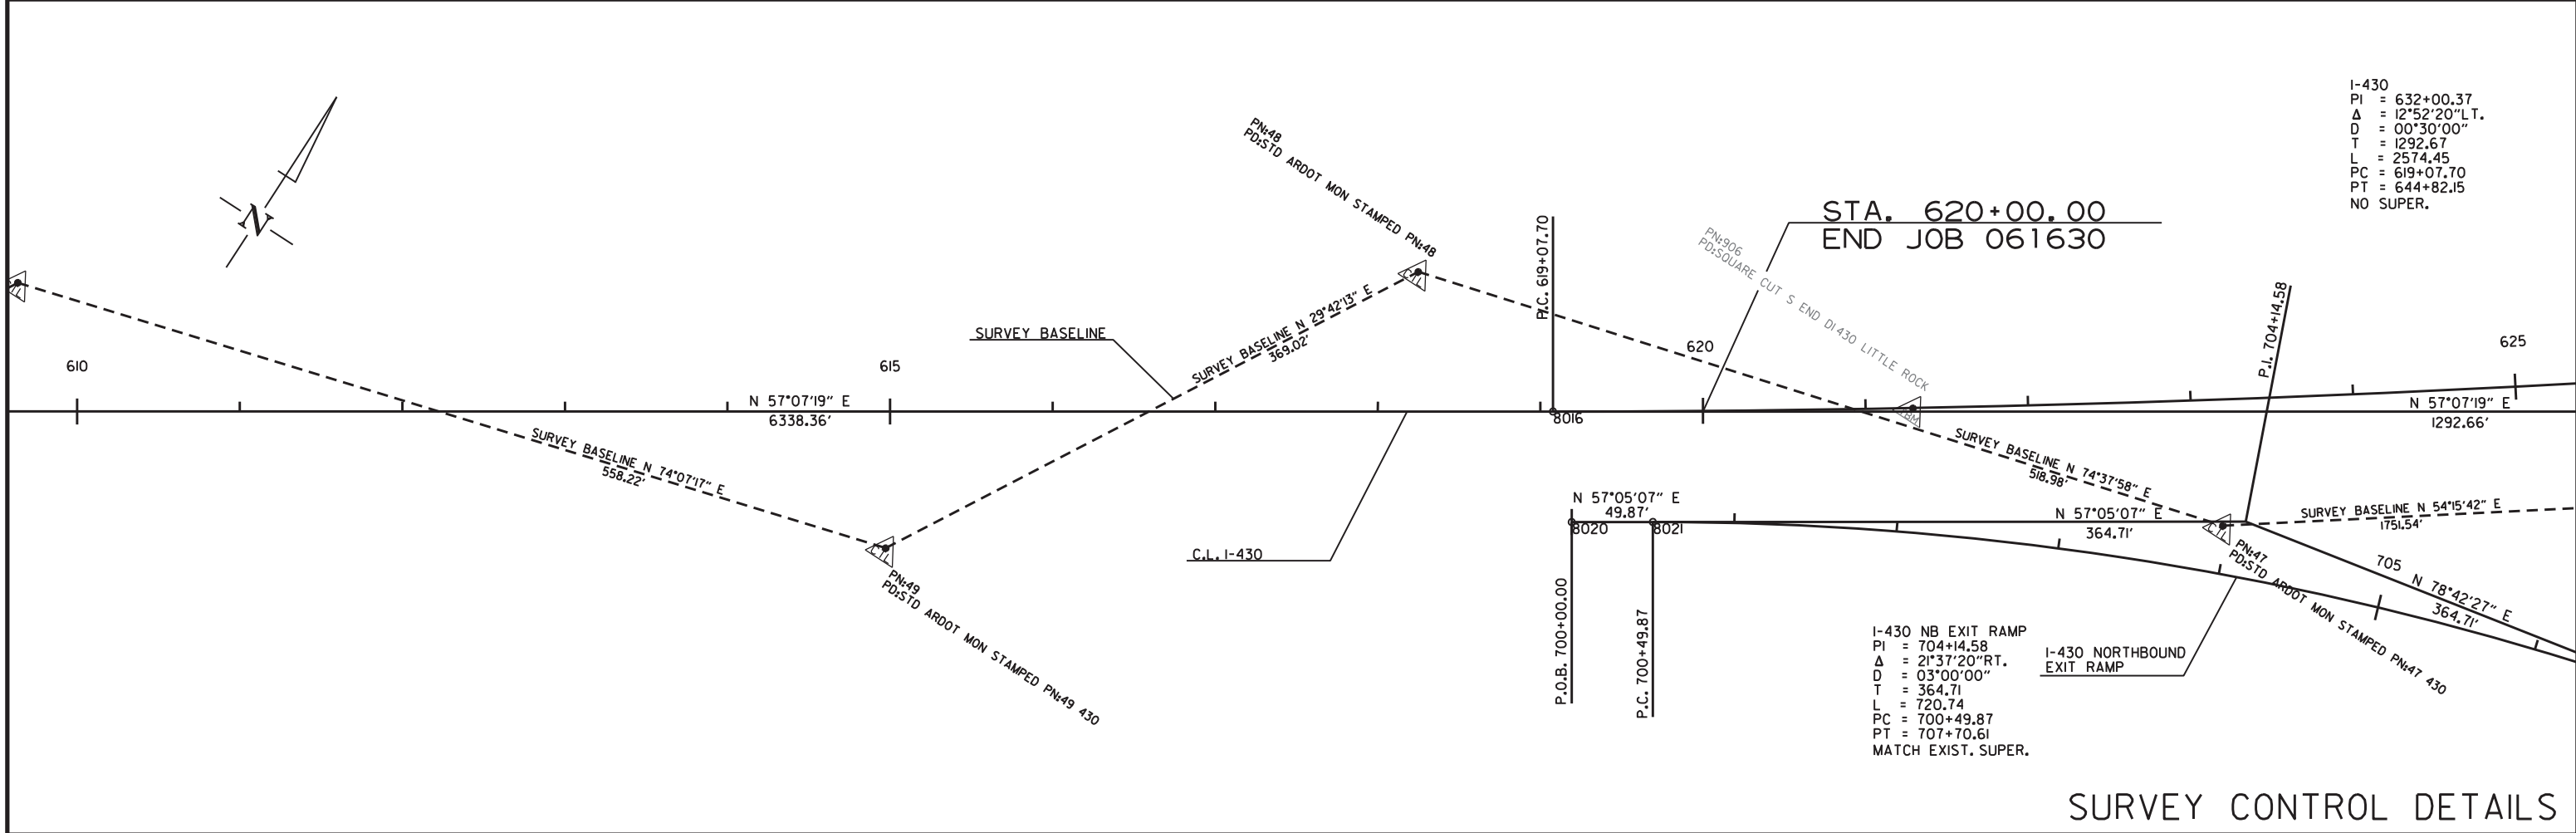 N
610
SURVEY BASELINE N 74°07'17" E
558.22'
N 57°07'19" E
6338.36'
615
PN:49
PD:STD ARDOT MON STAMPED PN:49 430
SURVEY BASELINE
SURVEY BASELINE N 29°42'13" E
369.02'
PN:48
PD:STD ARDOT MON STAMPED PN:48
C.L. I-430
P.C. 619+07.70
8016
STA. 620+00.00
END JOB 061630
PN:906
PD:SQUARE CUT S END DI 430 LITTLE ROCK
620
TBM
CTL
CTL
CTL
CTL
SURVEY BASELINE N 74°37'58" E
518.98'
I-430
PI = 632+00.37
Δ = 12°52'20"LT.
D = 00°30'00"
T = 1292.67
L = 2574.45
PC = 619+07.70
PT = 644+82.15
NO SUPER.
P.I. 704+14.58
625
N 57°07'19" E
1292.66'
N 57°05'07" E
49.87'
8020
8021
P.O.B. 700+00.00
P.C. 700+49.87
N 57°05'07" E
364.71'
SURVEY BASELINE N 54°15'42" E
1751.54'
PN:47
PD:STD ARDOT MON STAMPED PN:47 430
705
N 78°42'27" E
364.71'
I-430 NB EXIT RAMP
PI = 704+14.58
Δ = 21°37'20"RT.
D = 03°00'00"
T = 364.71
L = 720.74
PC = 700+49.87
PT = 707+70.61
MATCH EXIST. SUPER.
I-430 NORTHBOUND
EXIT RAMP
SURVEY CONTROL DETAILS